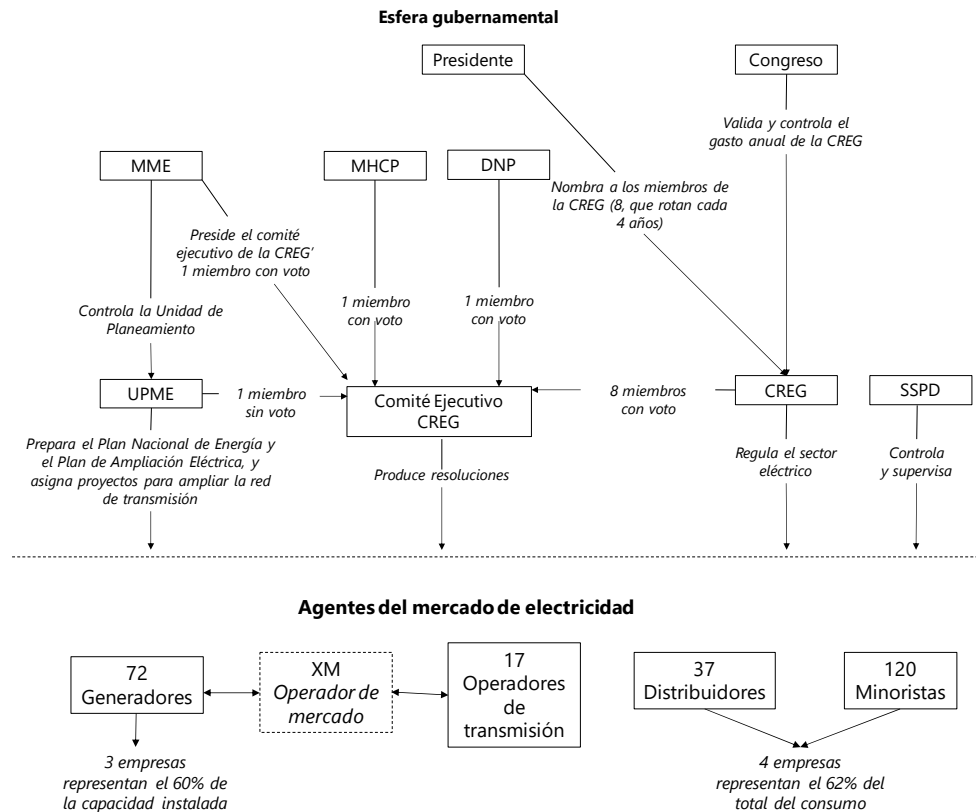 Esfera gubernamental
Presidente
Congreso
Valida y controla el
gasto anual de la CREG
MME
MHCP
DNP
Nombra a los miembros de
la CREG (8, que rotan cada
4 años)
Preside el comité
ejecutivo de la CREG’
1 miembro con voto
Controla la Unidad de
Planeamiento
1 miembro
con voto
1 miembro
con voto
UPME
1 miembro
sin voto
Comité Ejecutivo
CREG
8 miembros
con voto
CREG
SSPD
Prepara el Plan Nacional de Energía y
el Plan de Ampliación Eléctrica, y
asigna proyectos para ampliar la red
de transmisión
Produce resoluciones
Regula el sector
eléctrico
Controla
y supervisa
Agentes del mercado de electricidad
72
Generadores
XM
Operador de
mercado
17
Operadores
de
transmisión
37
Distribuidores
120
Minoristas
3 empresas
representan el 60% de
la capacidad instalada
4 empresas
representan el 62% del
total del consumo